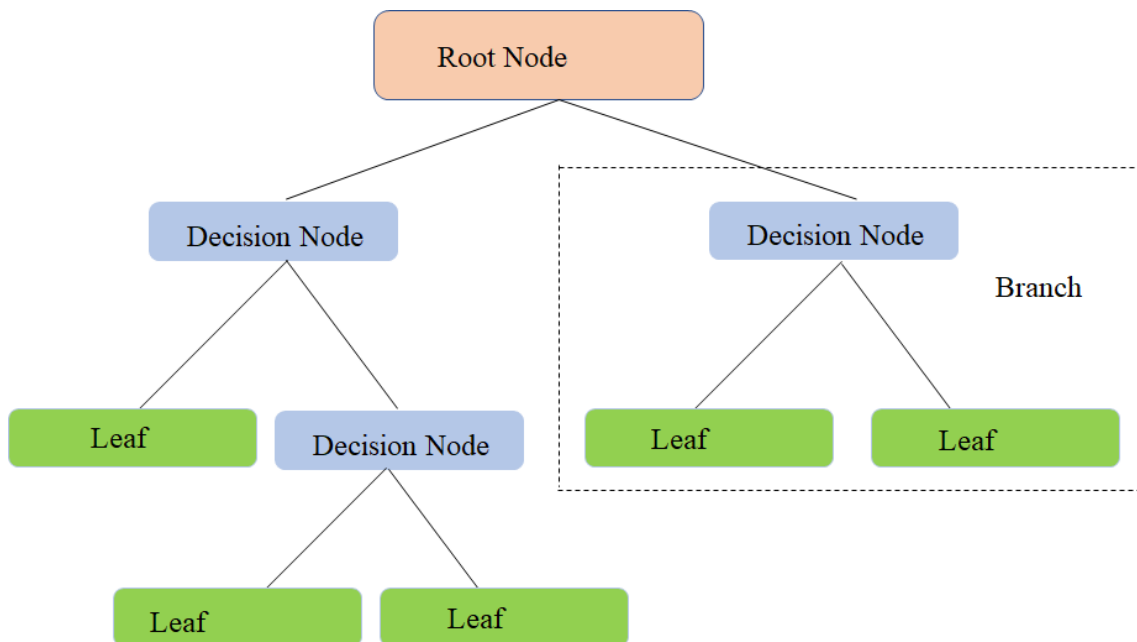 Root Node
Decision Node
Decision Node
Branch
Leaf
Decision Node
Leaf
Leaf
Leaf
Leaf